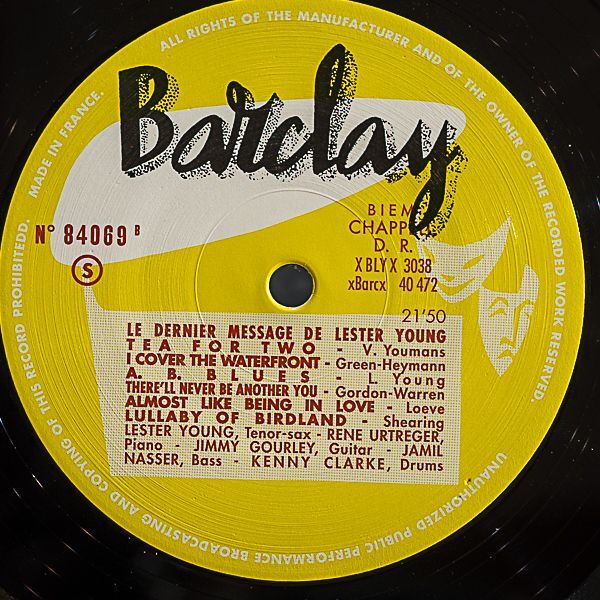 ALL RIGHTS OF THE MANUFACTURER AND OF THE OWNER OF THE RECORDED WORK RESERVED.
Barclay
MADE IN FRANCE.
N° 84069 B
S
BIEM
D. R.
X BLY X 3038
xBarcx 40 472
21'50
LE DERNIER MESSAGE DE LESTER YOUNG
TEA FOR TWO - V. Youmans
I COVER THE WATERFRONT - Green-Heymann
A. B. BLUES - L. Young
THERE'LL NEVER BE ANOTHER YOU - Gordon-Warren
ALMOST LIKE BEING IN LOVE - Loeve
LULLABY OF BIRDLAND - Shearing
LESTER YOUNG, Tenor-sax - RENE URTREGER,
Piano - JIMMY GOURLEY, Guitar - JAMIL
NASSER, Bass - KENNY CLARKE, Drums
UNAUTHORIZED PUBLIC PERFORMANCE BROADCASTING AND COPYING OF THIS RECORD PROHIBITEDD.